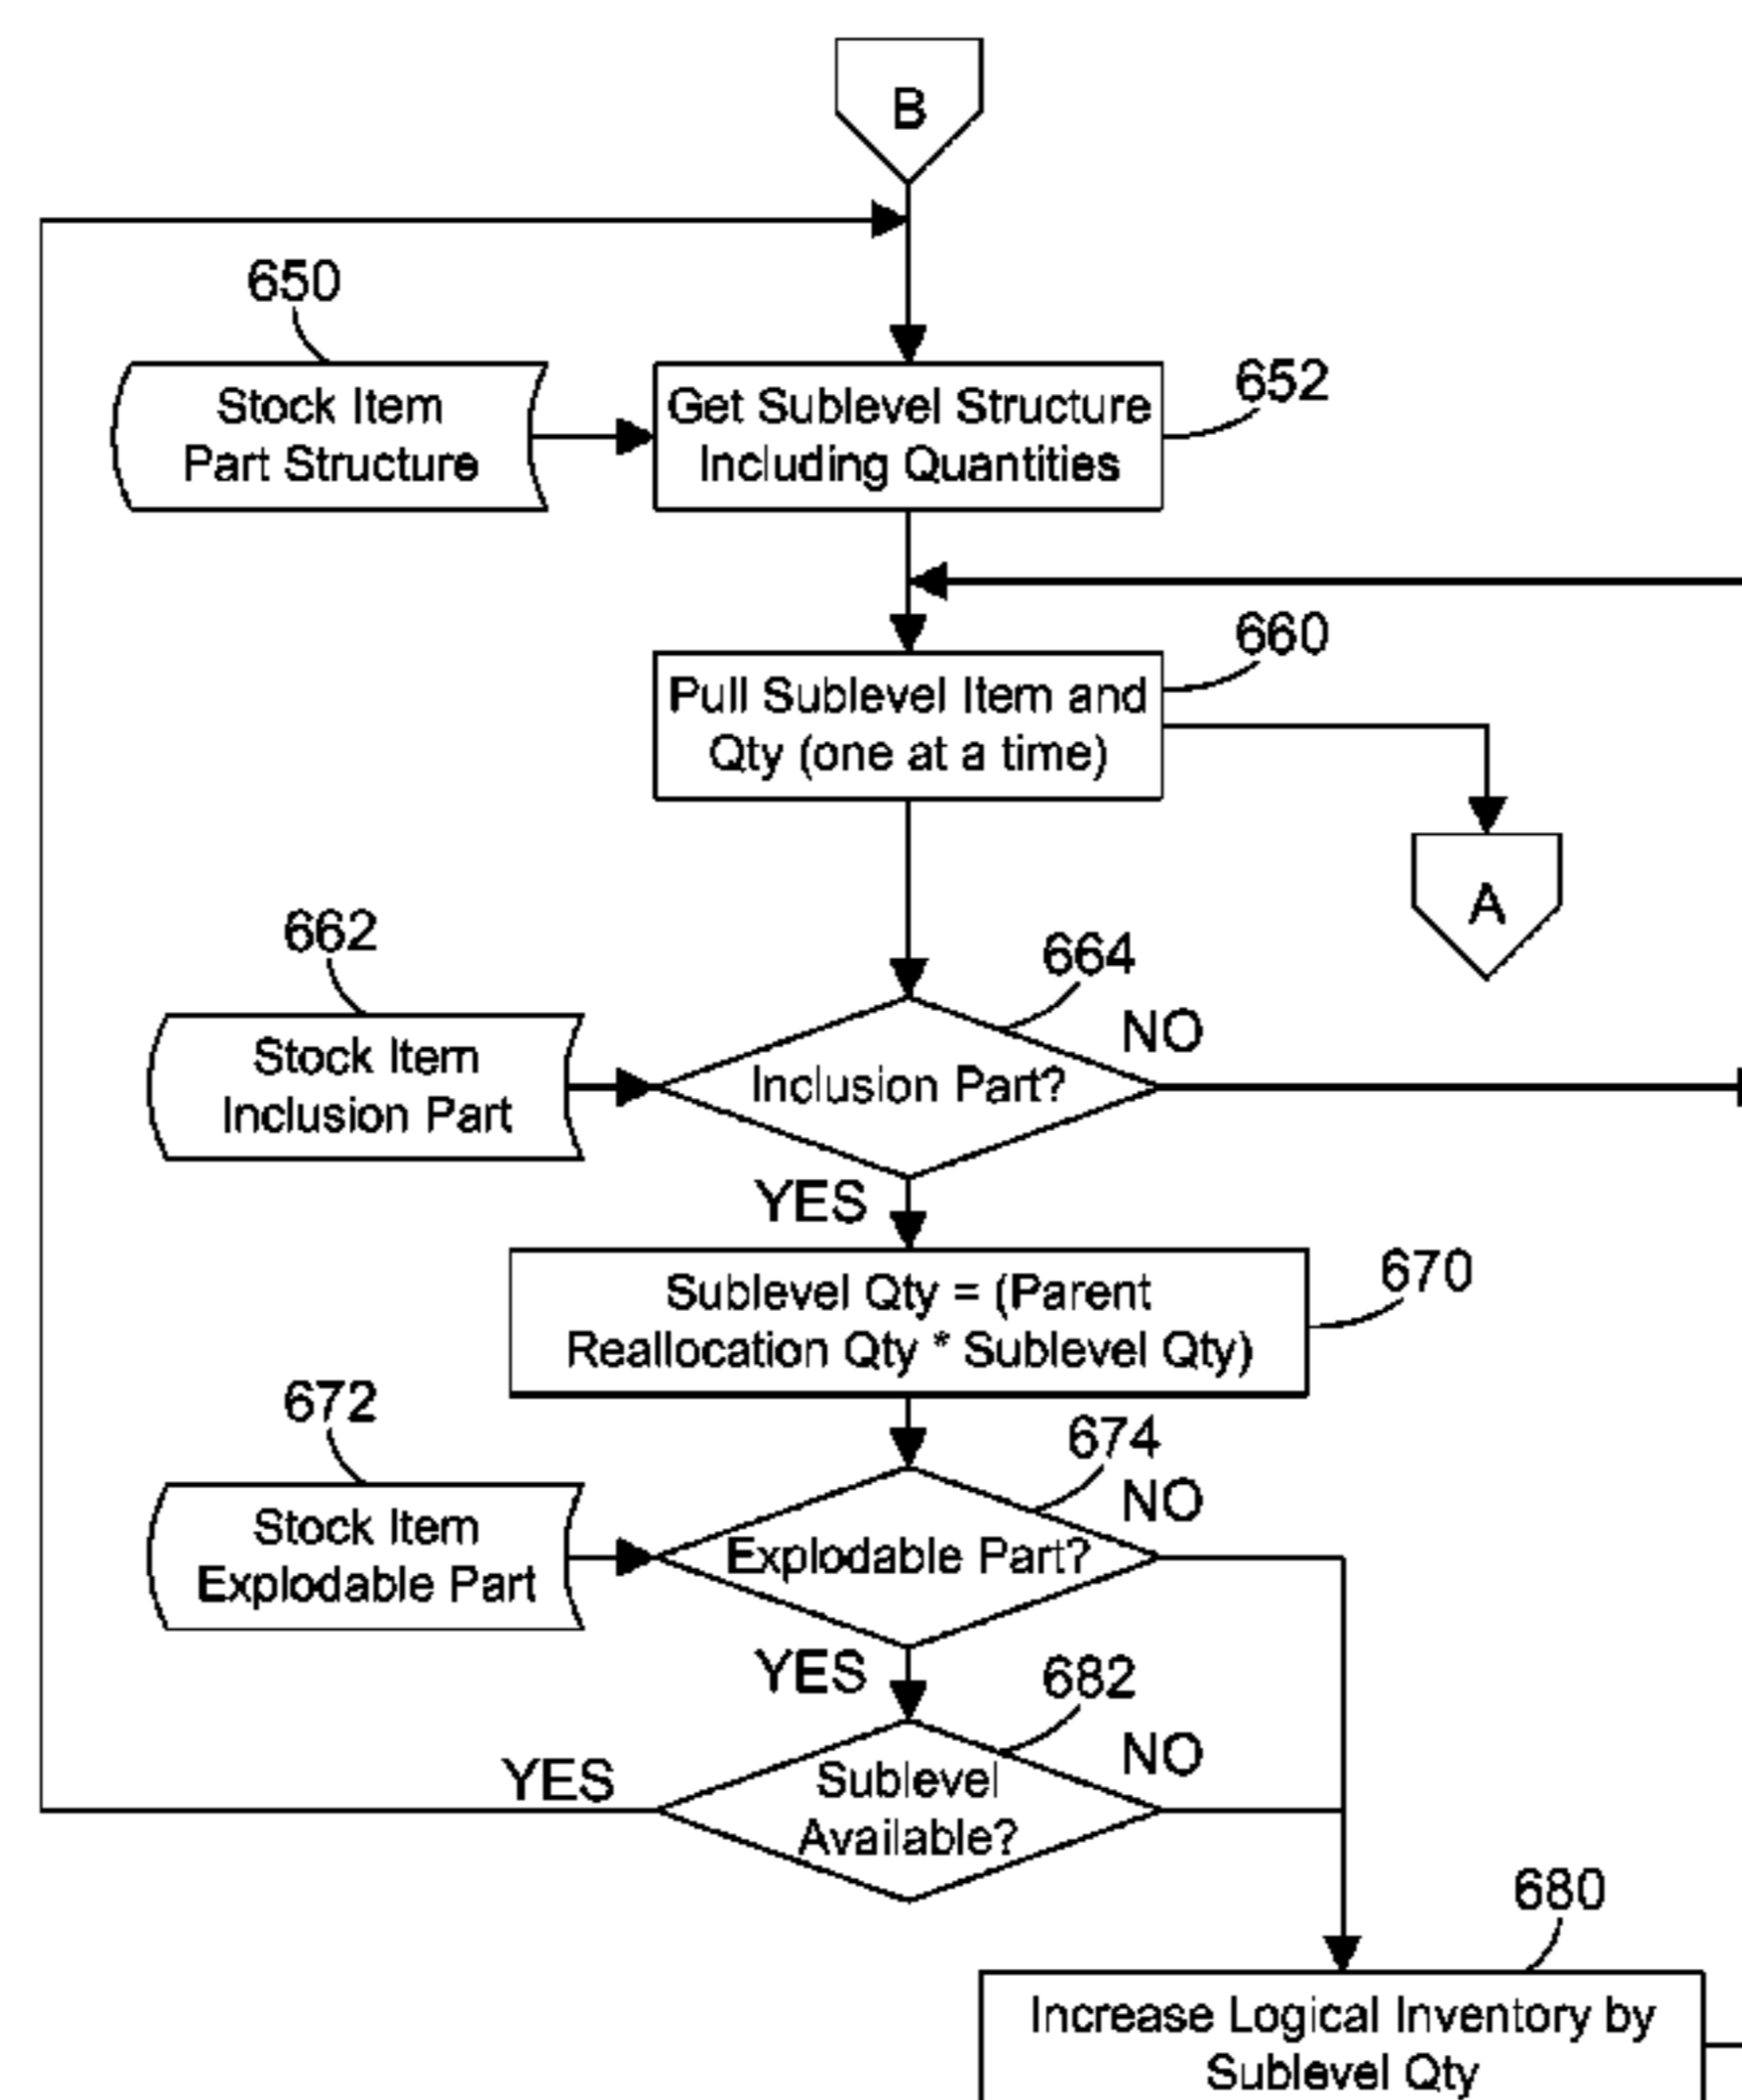 B
650
Stock Item
Part Structure
Get Sublevel Structure
Including Quantities
652
660
Pull Sublevel Item and
Qty (one at a time)
A
662
664
Stock Item
Inclusion Part
Inclusion Part?
NO
YES
Sublevel Qty = (Parent
Reallocation Qty * Sublevel Qty)
670
672
674
Stock Item
Explodable Part
Explodable Part?
NO
YES
682
Sublevel
Available?
YES
NO
680
Increase Logical Inventory by
Sublevel Qty